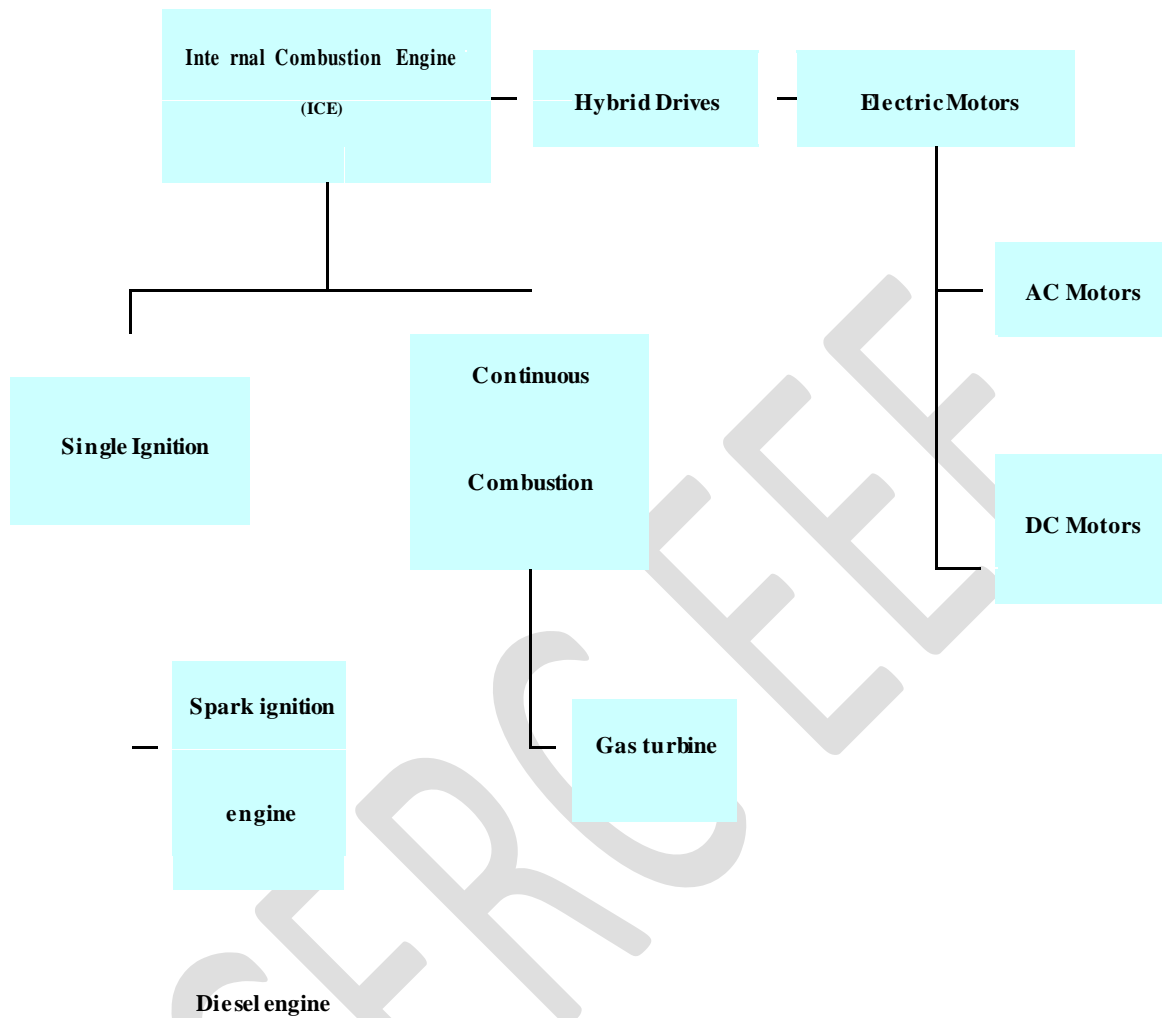 Inte rnal Combustion Engine
(ICE)
Hybrid Drives
Electric Motors
AC Motors
Continuous
Single Ignition
Combustion
DC Motors
Spark ignition
Gas turbine
engine
Diesel engine